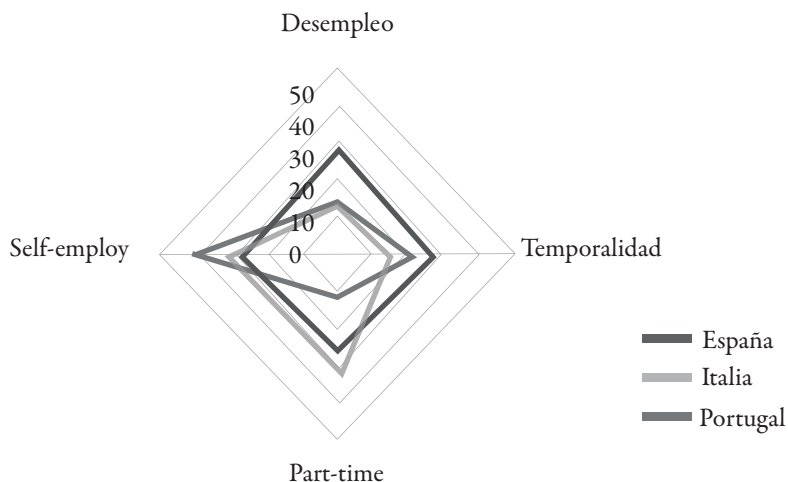 Desempleo
50
40
30
20
10
0
Self-employ
Temporalidad
España
Italia
Portugal
Part-time